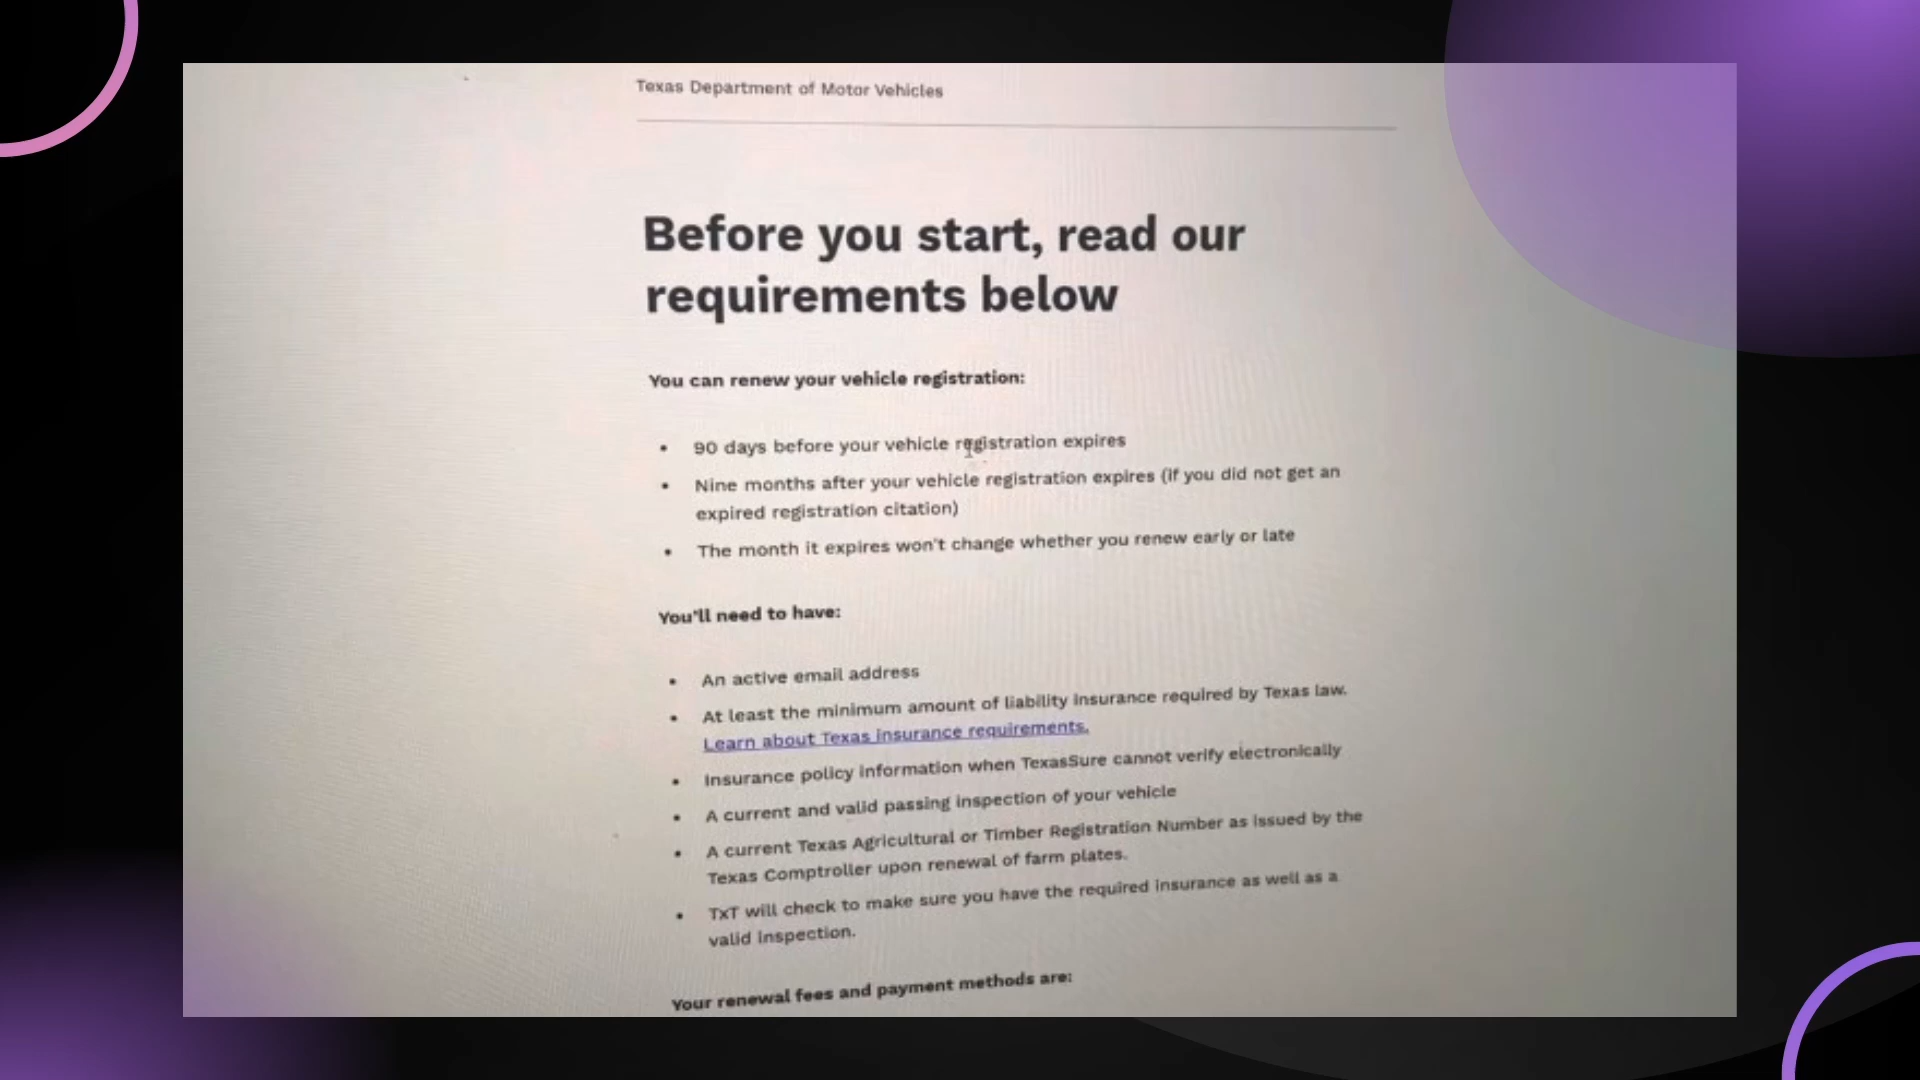 Texas Department of Motor Vehicles
Before you start, read our
requirements below
You can renew your vehicle registration:
• 90 days before your vehicle registration expires
• Nine months after your vehicle registration expires (if you did not get an
expired registration citation)
• The month it expires won't change whether you renew early or late
You'll need to have:
• An active email address
• At least the minimum amount of liability insurance required by Texas law.
Learn about Texas insurance requirements.
• Insurance policy information when TexasSure cannot verify electronically
• A current and valid passing inspection of your vehicle
• A current Texas Agricultural or Timber Registration Number as issued by the
Texas Comptroller upon renewal of farm plates.
• TxT will check to make sure you have the required insurance as well as a
valid inspection.
Your renewal fees and payment methods are: